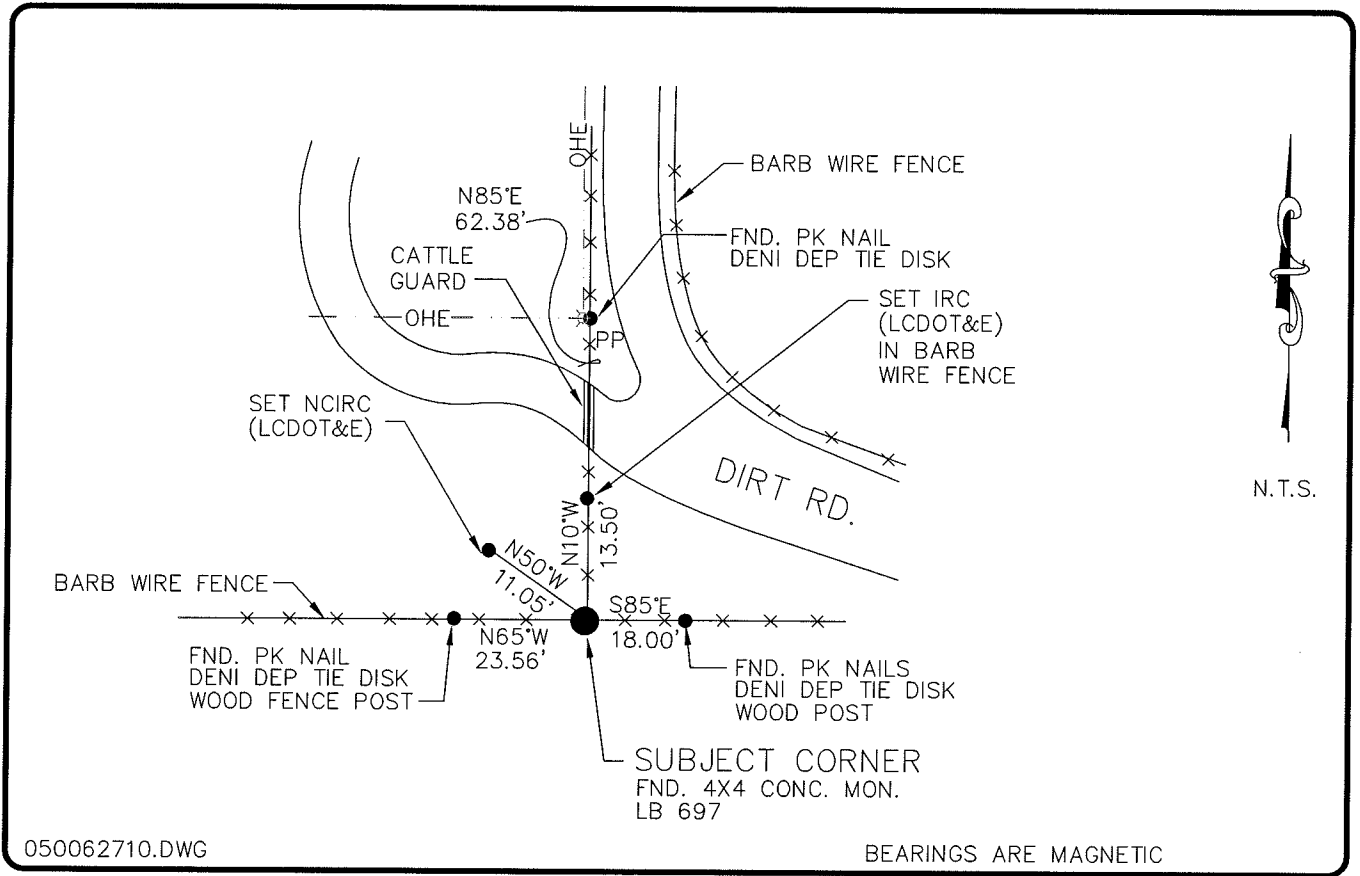 OHE
BARB WIRE FENCE
N85°E
62.38'
FND. PK NAIL
DENI DEP TIE DISK
CATTLE
GUARD
SET IRC
(LCDOT&E)
IN BARB
WIRE FENCE
OHE
PP
SET NCIRC
(LCDOT&E)
DIRT RD.
N.T.S.
N10°W
13.50'
N50°W
11.05'
BARB WIRE FENCE
S85°E
18.00'
N65°W
23.56'
FND. PK NAIL
DENI DEP TIE DISK
WOOD FENCE POST
FND. PK NAILS
DENI DEP TIE DISK
WOOD POST
SUBJECT CORNER
FND. 4X4 CONC. MON.
LB 697
050062710.DWG
BEARINGS ARE MAGNETIC